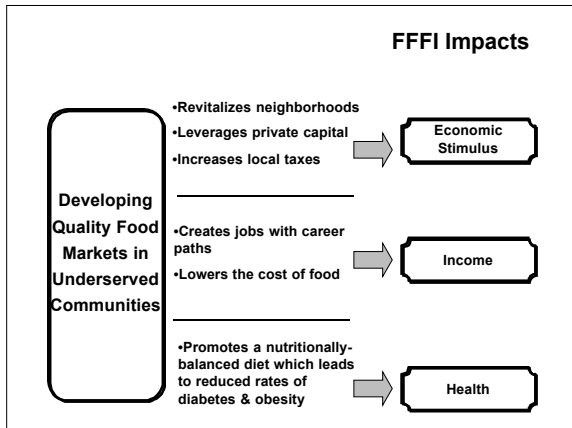 FFFI Impacts
•Revitalizes neighborhoods
•Leverages private capital
•Increases local taxes
Economic
Stimulus
Developing
Quality Food
Markets in
Underserved
Communities
•Creates jobs with career
paths
•Lowers the cost of food
Income
•Promotes a nutritionally-
balanced diet which leads
to reduced rates of
diabetes & obesity
Health